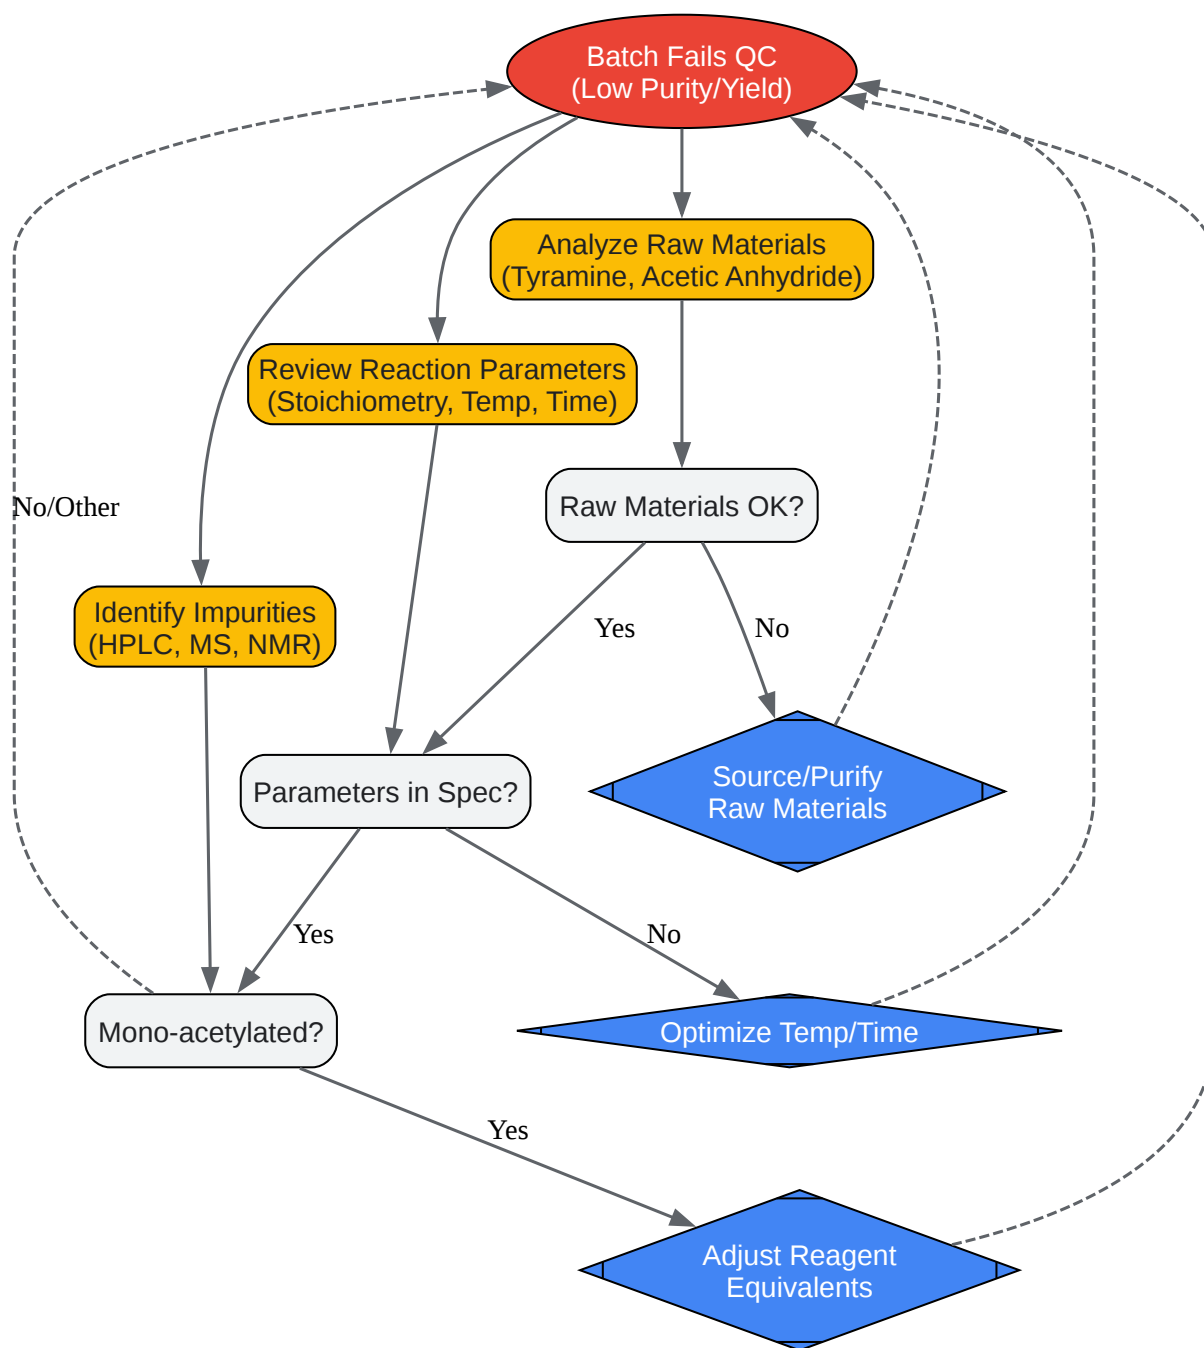 Batch Fails QC
(Low Purity/Yield)
Analyze Raw Materials
(Tyramine, Acetic Anhydride)
Review Reaction Parameters
(Stoichiometry, Temp, Time)
No/Other
Raw Materials OK?
Identify Impurities
(HPLC, MS, NMR)
Yes
No
Source/Purify
Raw Materials
Parameters in Spec?
Yes
No
Mono-acetylated?
Optimize Temp/Time
Yes
Adjust Reagent
Equivalents